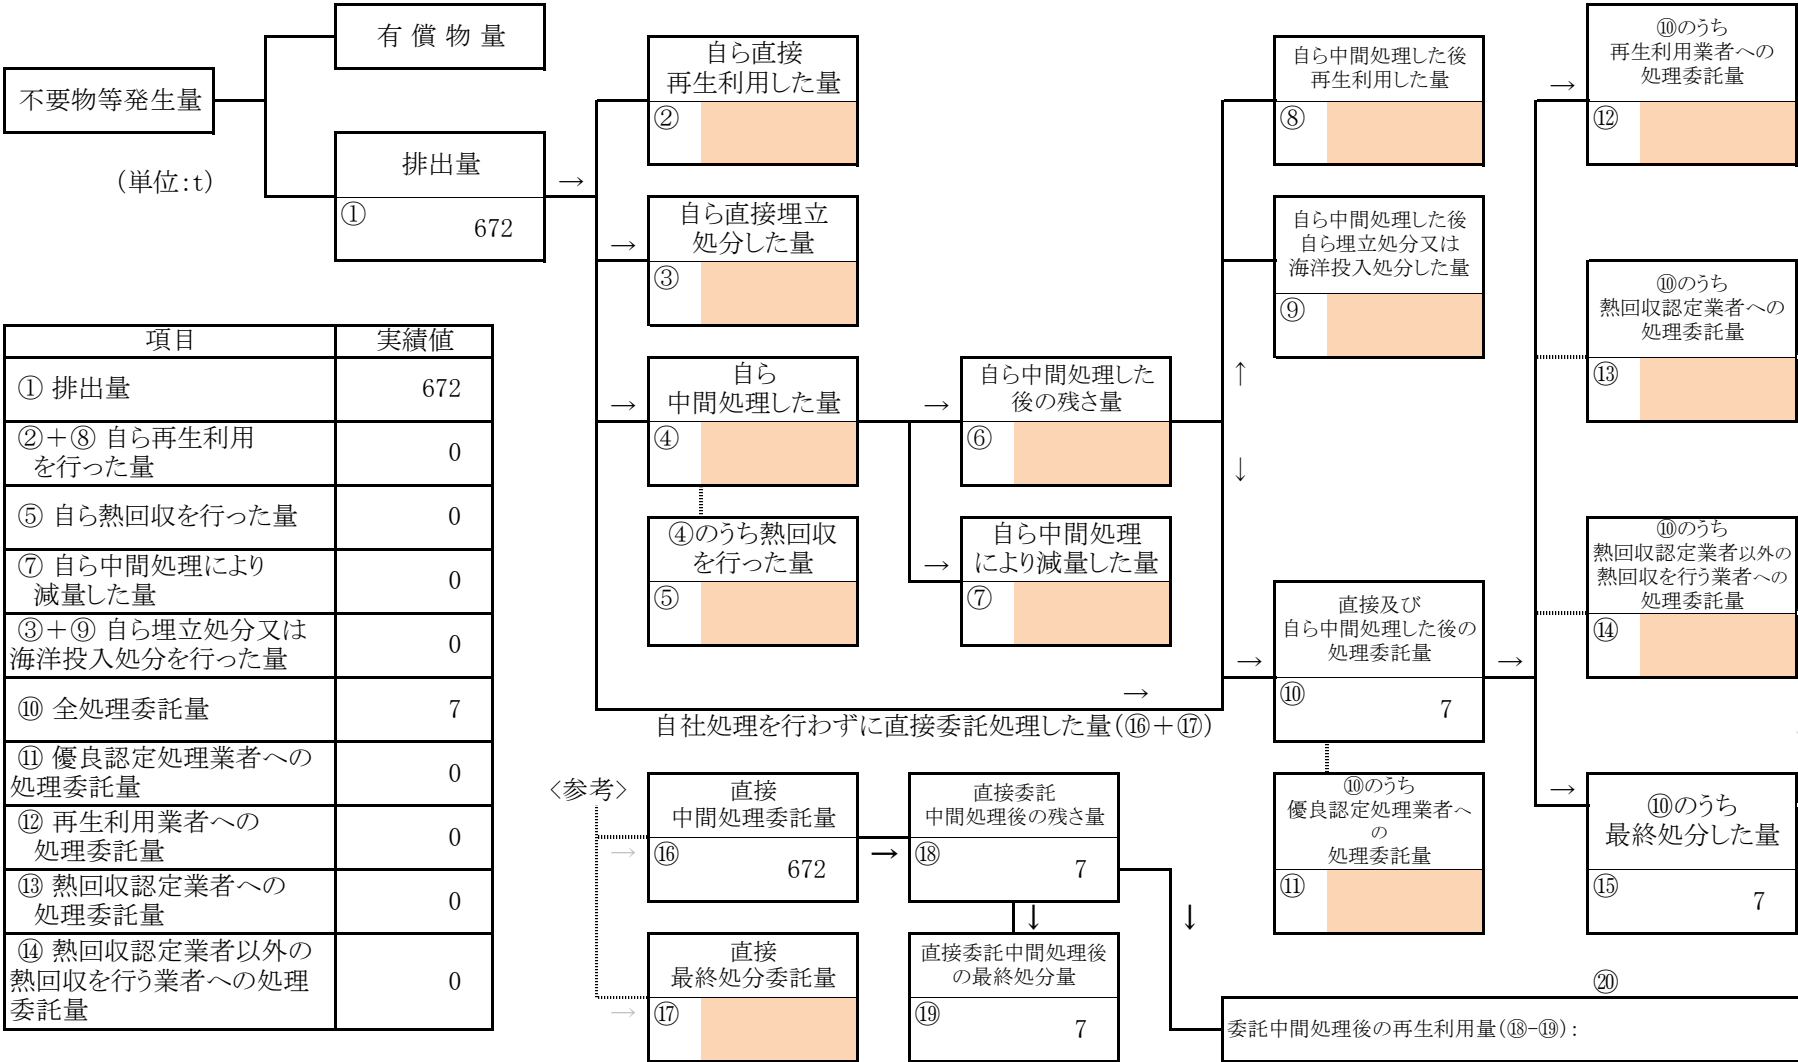 不要物等発生量
(単位:t)
有 償 物 量
排出量
①
672
→
自ら直接
再生利用した量
②
→
自ら直接埋立
処分した量
③
→
自ら
中間処理した量
④
④のうち熱回収
を行った量
⑤
→
自ら中間処理した
後の残さ量
⑥
→
自ら中間処理
により減量した量
⑦
自ら中間処理した後
再生利用した量
⑧
自ら中間処理した後
自ら埋立処分又は
海洋投入処分した量
⑨
↑
↓
→
直接及び
自ら中間処理した後の
処理委託量
⑩
7
→
⑩のうち
優良認定処理業者へ
の
処理委託量
⑪
→
⑩のうち
再生利用業者への
処理委託量
⑫
⑩のうち
熱回収認定業者への
処理委託量
⑬
⑩のうち
熱回収認定業者以外の
熱回収を行う業者への
処理委託量
⑭
→
⑩のうち
最終処分した量
⑮
7
→
自社処理を行わずに直接委託処理した量(⑯+⑰)
〈参考〉
→
直接
中間処理委託量
⑯
672
→
直接委託
中間処理後の残さ量
⑱
7
↓
↓
→
直接
最終処分委託量
⑰
直接委託中間処理後
の最終処分量
⑲
7
⑳
委託中間処理後の再生利用量(⑱-⑲):
項目 実績値
① 排出量 672
②+⑧ 自ら再生利用
を行った量 0
⑤ 自ら熱回収を行った量 0
⑦ 自ら中間処理により
減量した量 0
③+⑨ 自ら埋立処分又は
海洋投入処分を行った量 0
⑩ 全処理委託量 7
⑪ 優良認定処理業者への
処理委託量 0
⑫ 再生利用業者への
処理委託量 0
⑬ 熱回収認定業者への
処理委託量 0
⑭ 熱回収認定業者以外の
熱回収を行う業者への処理
委託量 0